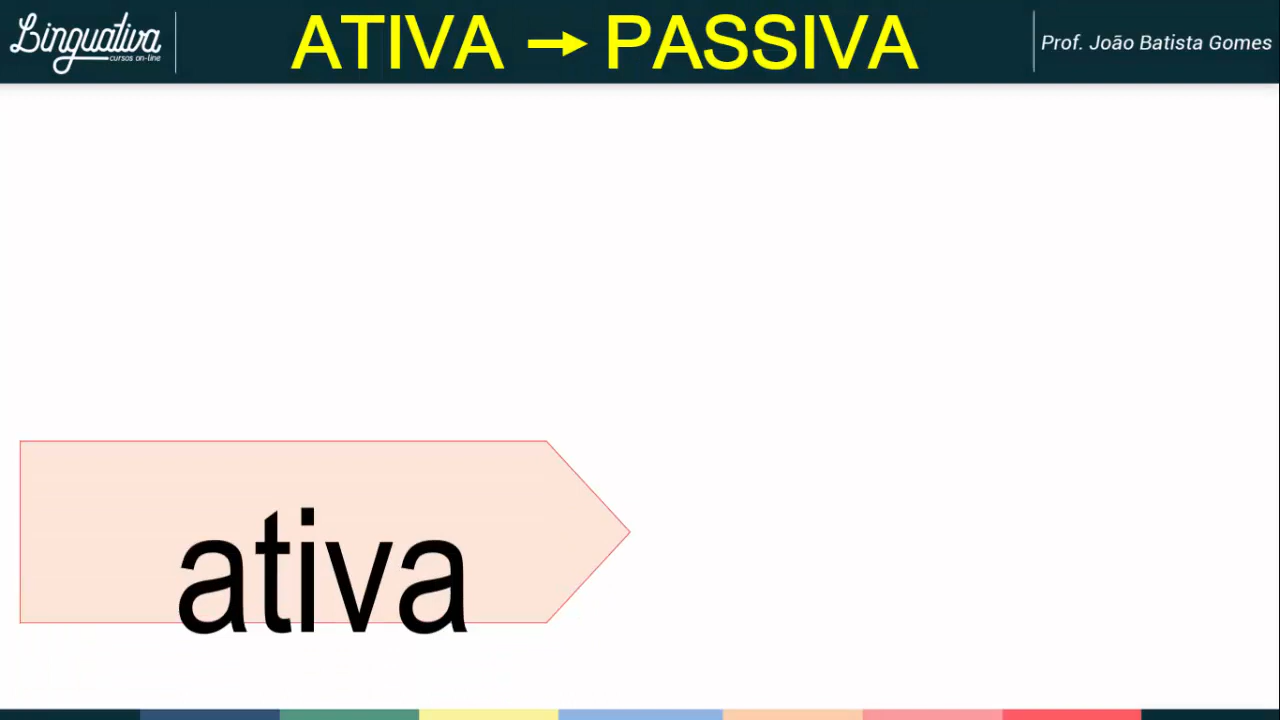 Linguativa
cursos on-line
ATIVA → PASSIVA
Prof. João Batista Gomes
ativa